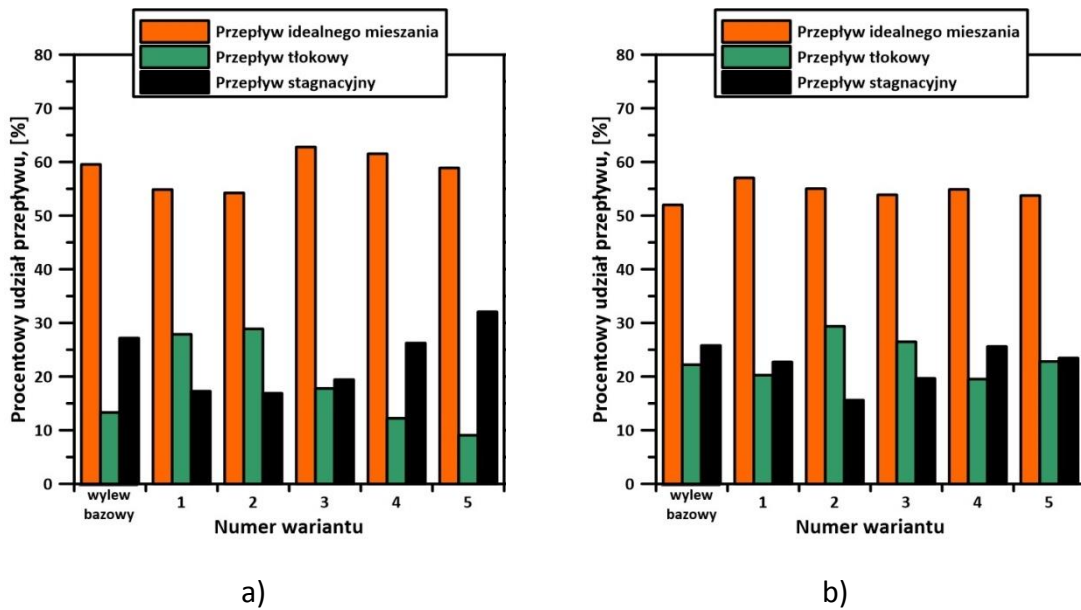 Przepływ idealnego mieszania
Przepływ tłokowy
Przepływ stagnacyjny
Procentowy udział przepływu, [%]
80
70
60
50
40
30
20
10
0
wylew bazowy
1
2
3
4
5
Numer wariantu
a)
Przepływ idealnego mieszania
Przepływ tłokowy
Przepływ stagnacyjny
Procentowy udział przepływu, [%]
80
70
60
50
40
30
20
10
0
wylew bazowy
1
2
3
4
5
Numer wariantu
b)